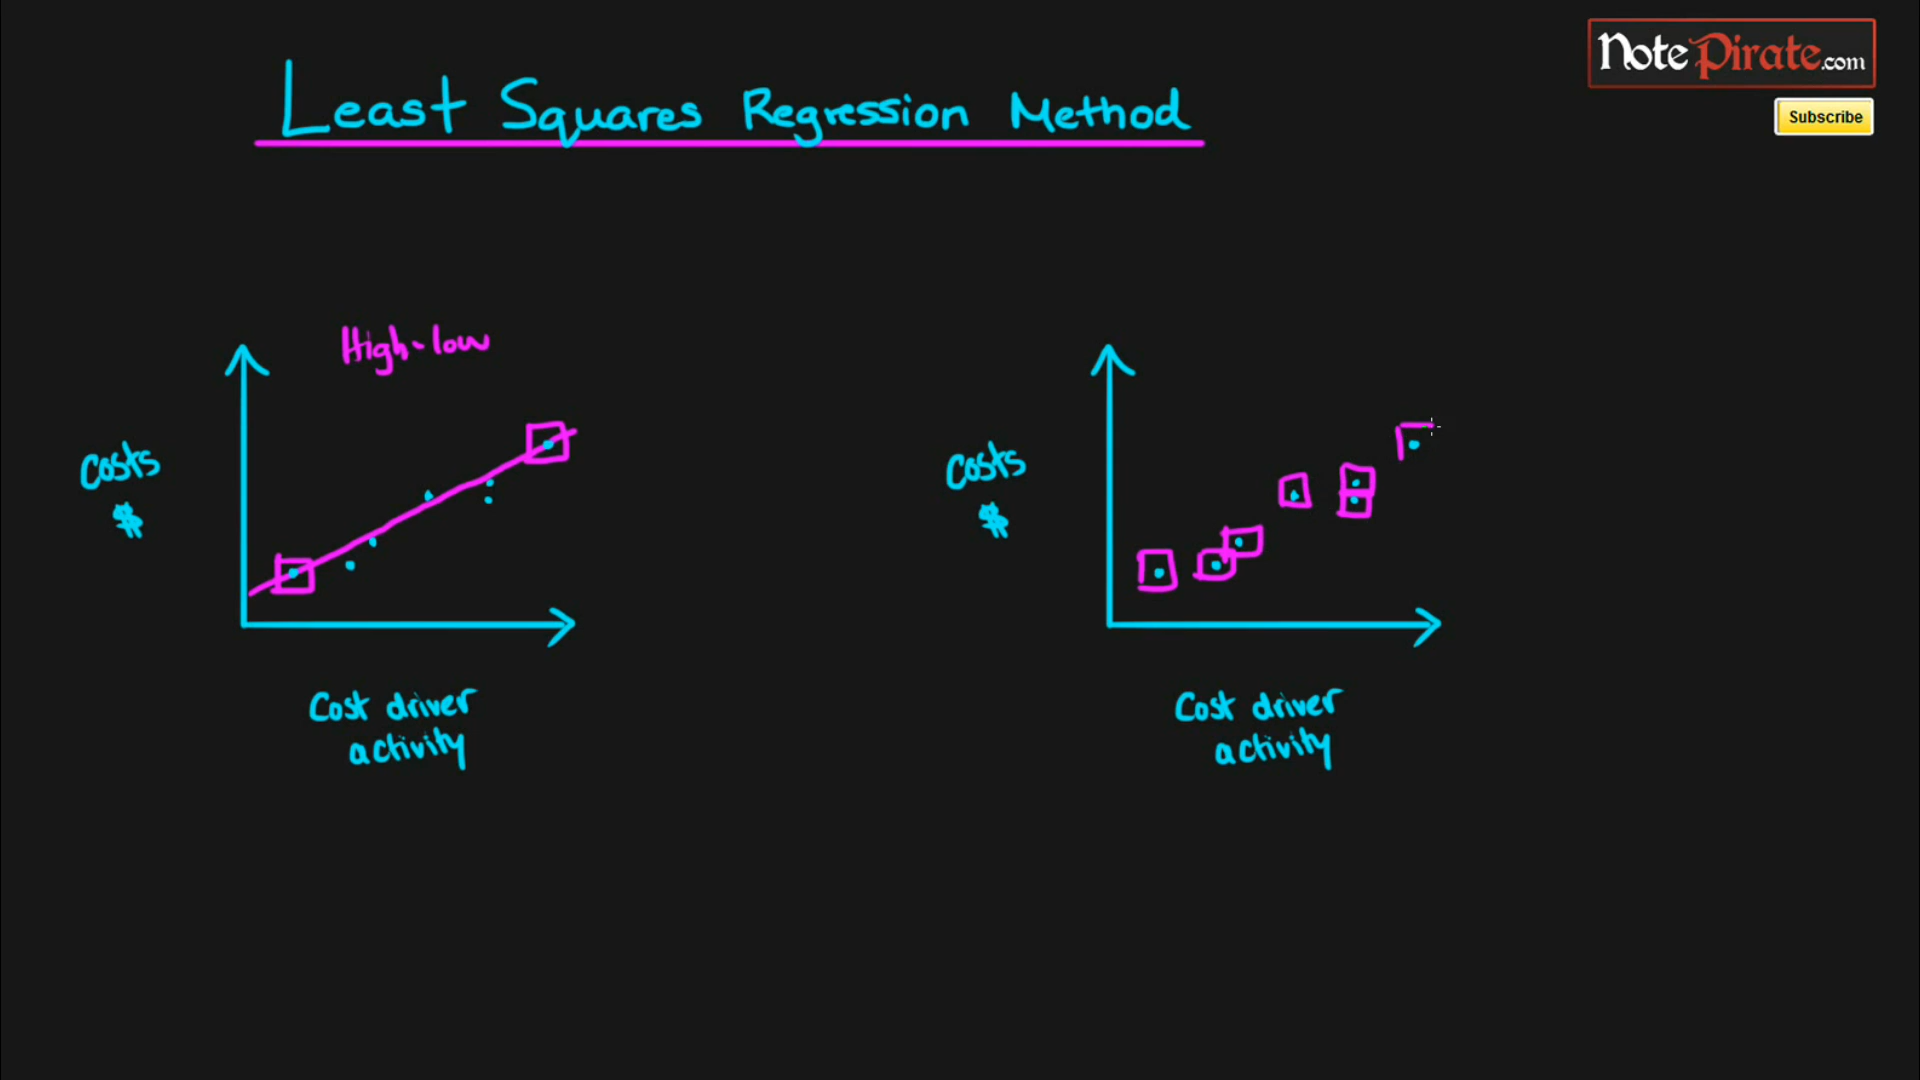 NotePirate.com
Subscribe
Least Squares Regression Method
High-low
Costs
$
Cost driver
activity
Costs
$
Cost driver
activity